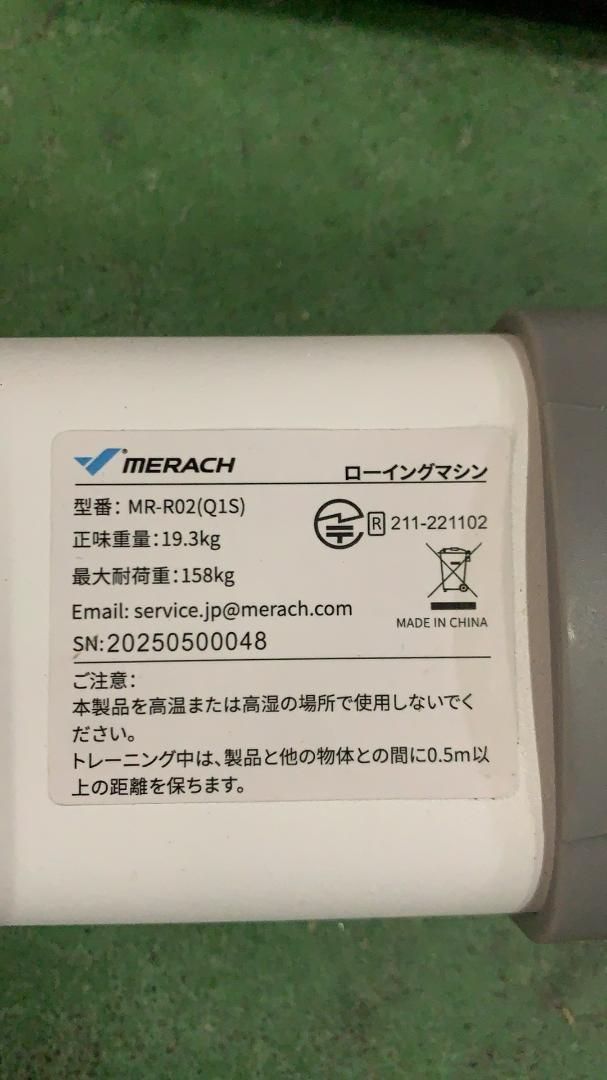 MERACH
ローイングマシン
型番: MR-R02(Q1S)
R 211-221102
正味重量:19.3kg
最大耐荷重:158kg
Email: service.jp@merach.com
MADE IN CHINA
SN:20250500048
ご注意:
本製品を高温または高湿の場所で使用しないでく
ださい。
トレーニング中は、製品と他の物体との間に0.5m以
上の距離を保ちます。